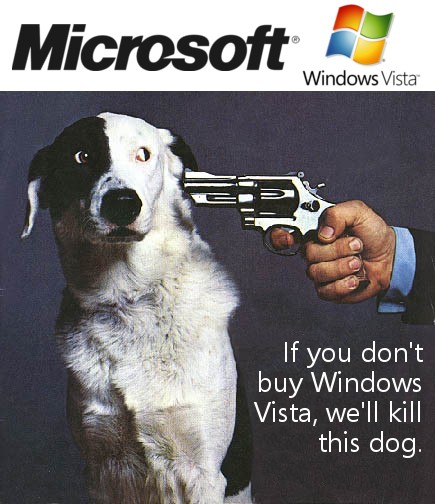 Microsoft®
Windows Vista™
If you don't
buy Windows
Vista, we'll kill
this dog.